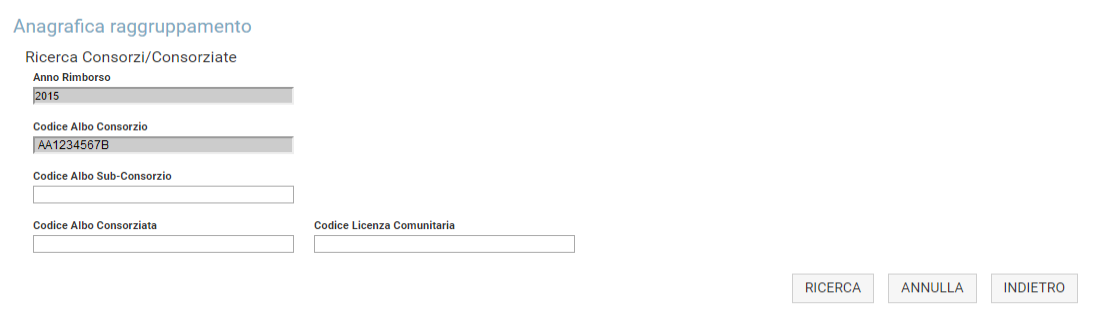 Anagrafica raggruppamento
Ricerca Consorzi/Consorziate
Anno Rimborso
2015
Codice Albo Consorzio
AA1234567B
Codice Albo Sub-Consorzio
Codice Albo Consorziata Codice Licenza Comunitaria
RICERCA ANNULLA INDIETRO